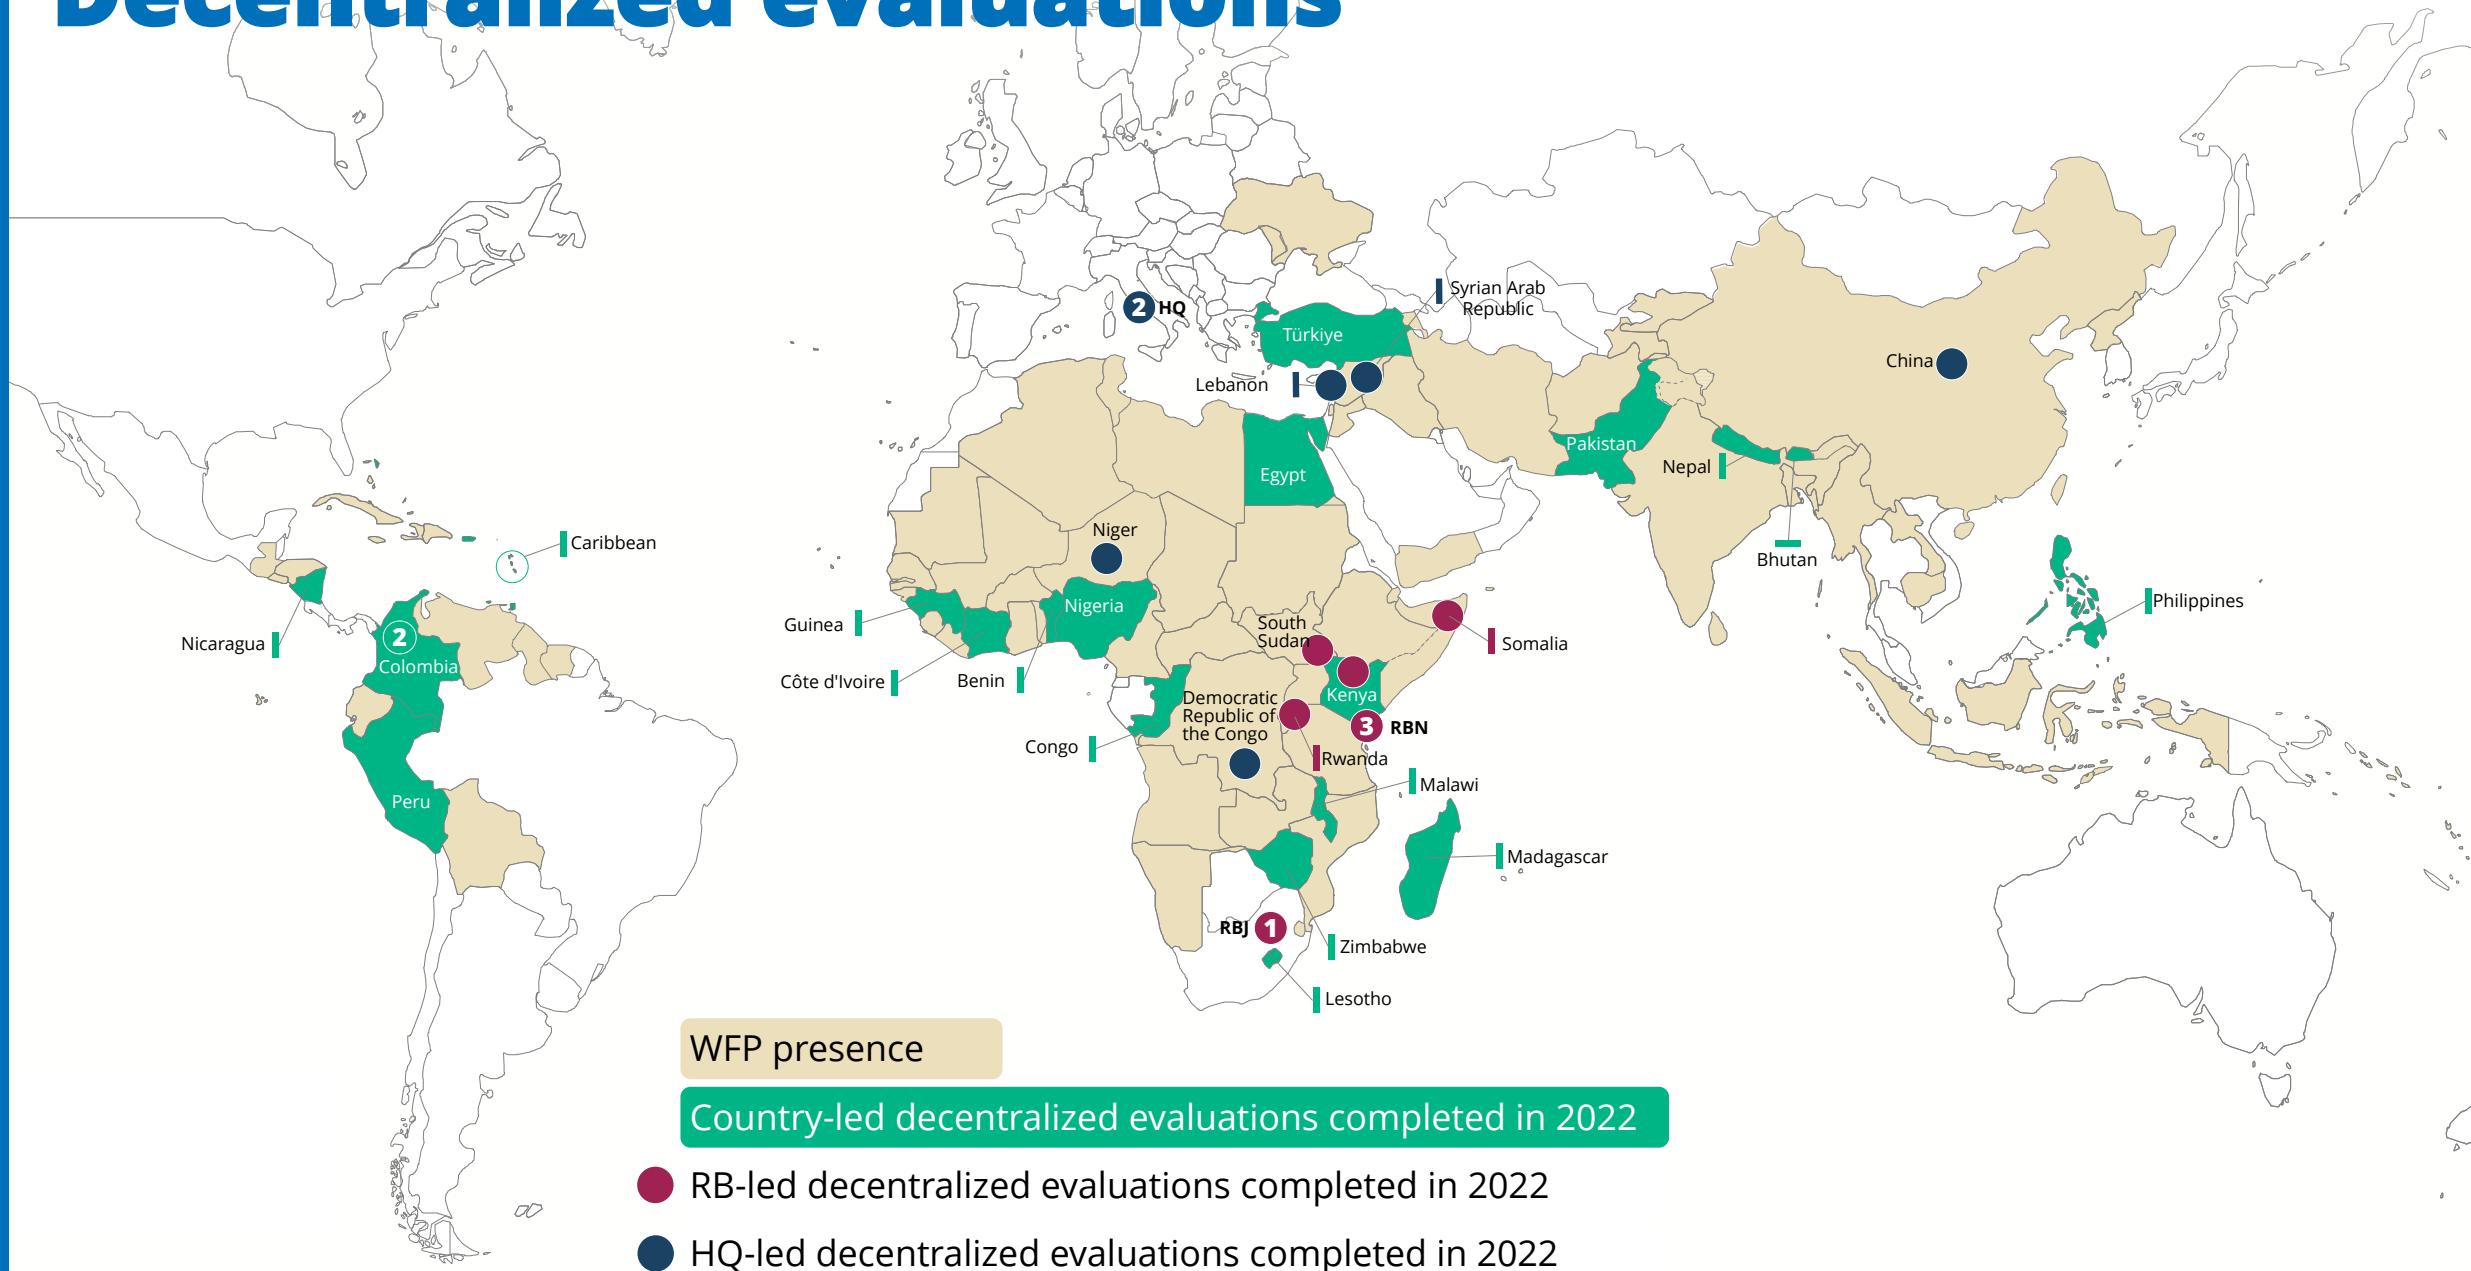 Decentralized evaluations
Syrian Arab
Republic
2 HQ
Türkiye
Lebanon
China
Pakistan
Nepal
Egypt
Bhutan
Niger
Caribbean
Nigeria
Philippines
Guinea
South
Sudan
Somalia
Nicaragua
2
Colombia
Côte d'Ivoire
Benin
Kenya
Democratic
Republic of
the Congo
3 RBN
Congo
Rwanda
Malawi
Peru
Madagascar
RBJ 1
Zimbabwe
Lesotho
WFP presence
Country-led decentralized evaluations completed in 2022
RB-led decentralized evaluations completed in 2022
HQ-led decentralized evaluations completed in 2022